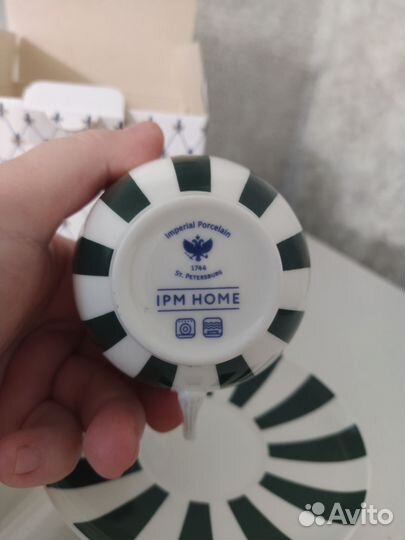 Imperial Porcelain
1744
ST. PETERSBURG
IPM HOME
Avito